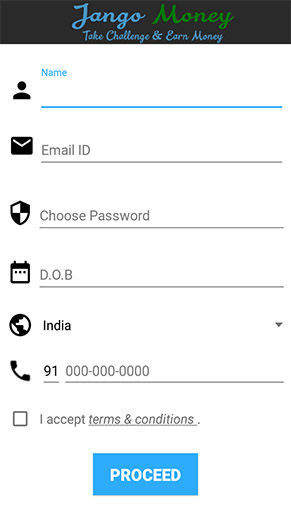 Jango Money
Take Challenge & Earn Money
Name
Email ID
Choose Password
D.O.B
India
91 000-000-0000
I accept terms & conditions .
PROCEED